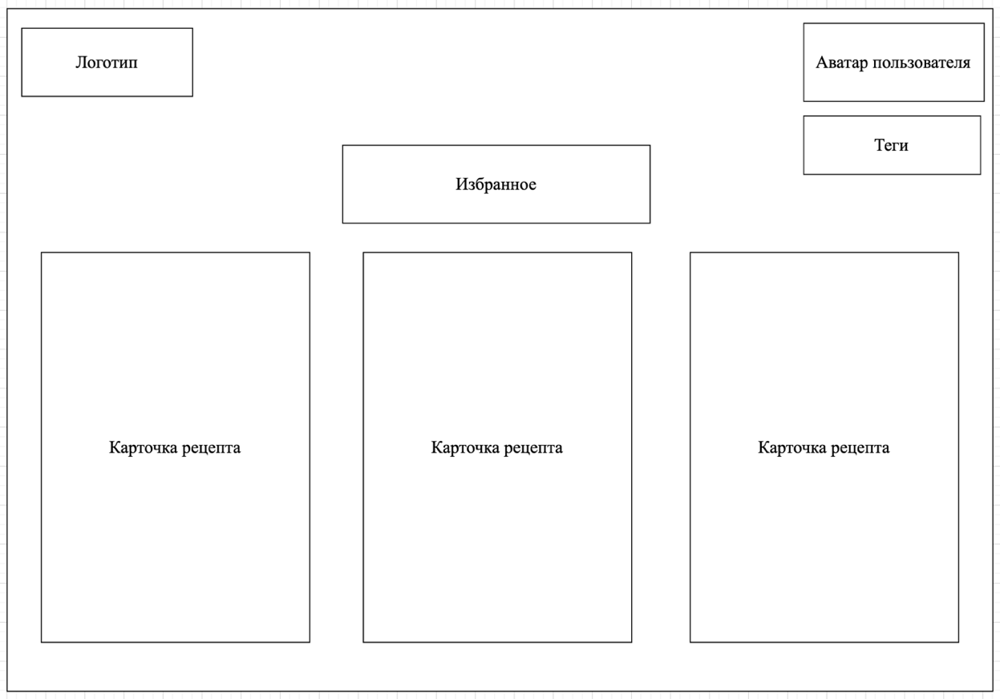 Логотип
Аватар пользователя
Теги
Избранное
Карточка рецепта
Карточка рецепта
Карточка рецепта